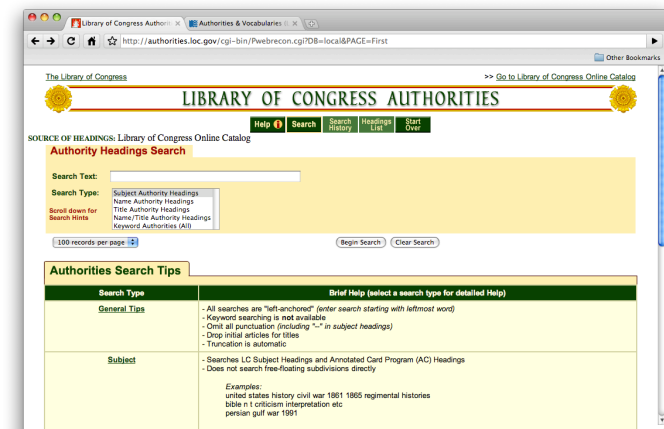 Library of Congress Authorit
Authorities & Vocabularies
http://authorities.loc.gov/cgi-bin/Pwebrecon.cgi?DB=local&PAGE=First
Other Bookmarks
The Library of Congress
>> Go to Library of Congress Online Catalog
LIBRARY OF CONGRESS AUTHORITIES
Help Search Search History Headings List Start Over
SOURCE OF HEADINGS: Library of Congress Online Catalog
Authority Headings Search
Search Text:
Search Type:
Subject Authority Headings
Name Authority Headings
Title Authority Headings
Name/Title Authority Headings
Keyword Authorities (All)
Scroll down for
Search Hints
100 records per page
Begin Search Clear Search
Authorities Search Tips
Search Type Brief Help (select a search type for detailed Help)
General Tips
- All searches are "left-anchored" (enter search starting with leftmost word)
- Keyword searching is not available
- Omit all punctuation (including "--" in subject headings)
- Drop initial articles for titles
- Truncation is automatic
Subject
- Searches LC Subject Headings and Annotated Card Program (AC) Headings
- Does not search free-floating subdivisions directly
Examples:
united states history civil war 1861 1865 regimental histories
bible n t criticism interpretation etc
persian gulf war 1991